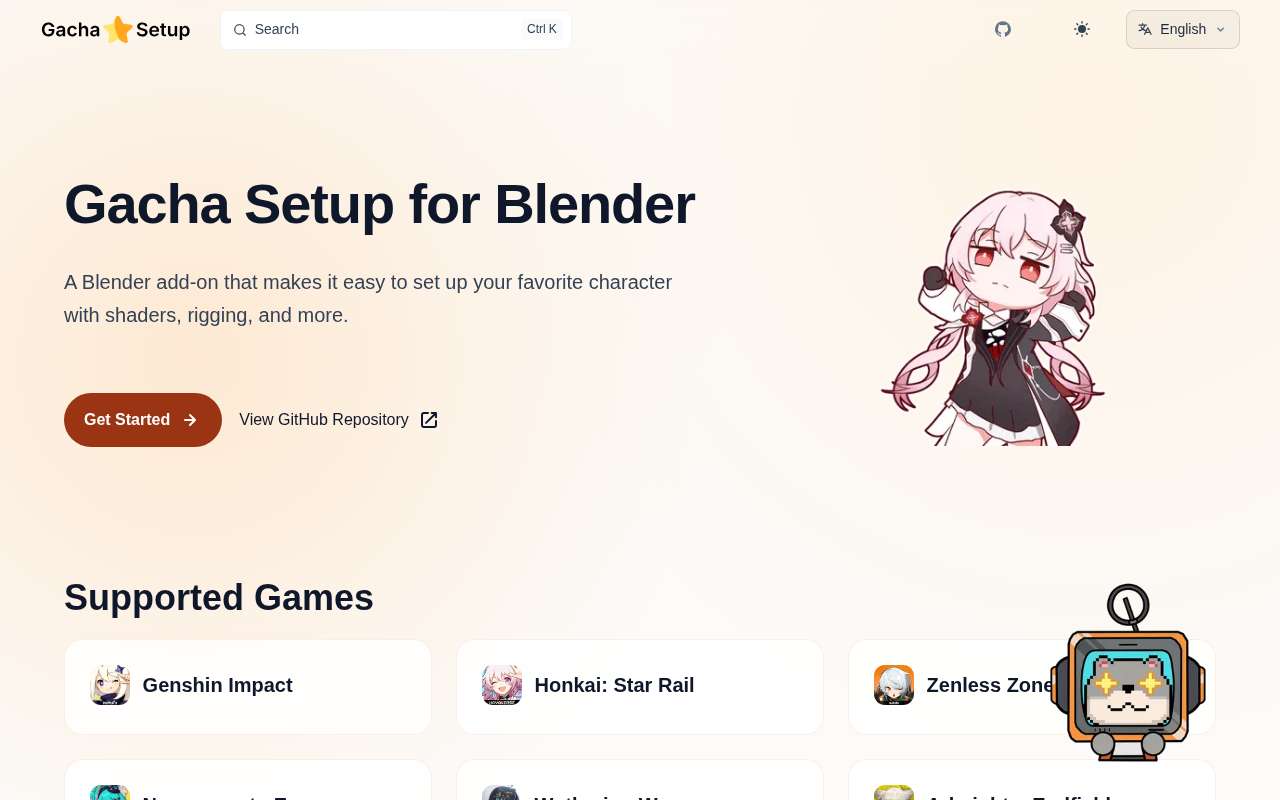 Gacha Setup
Search
Ctrl K
English
Gacha Setup for Blender
A Blender add-on that makes it easy to set up your favorite character
with shaders, rigging, and more.
Get Started
View GitHub Repository
Supported Games
Genshin Impact
Honkai: Star Rail
Zenless Zone